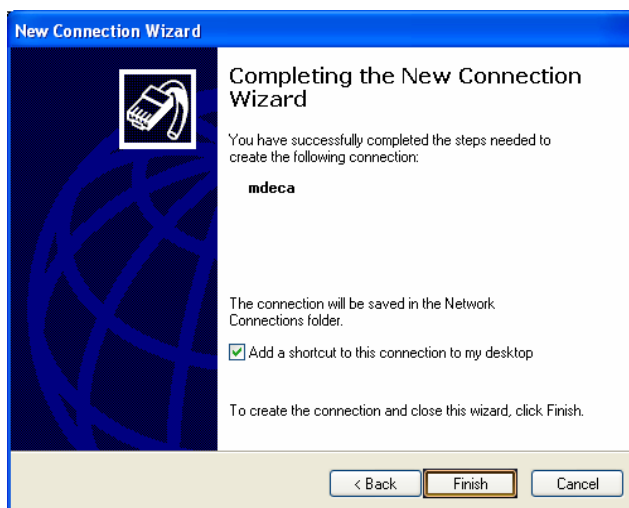 New Connection Wizard
Completing the New Connection
Wizard
You have successfully completed the steps needed to
create the following connection:
mdeca
The connection will be saved in the Network
Connections folder.
Add a shortcut to this connection to my desktop
To create the connection and close this wizard, click Finish.
< Back
Finish
Cancel